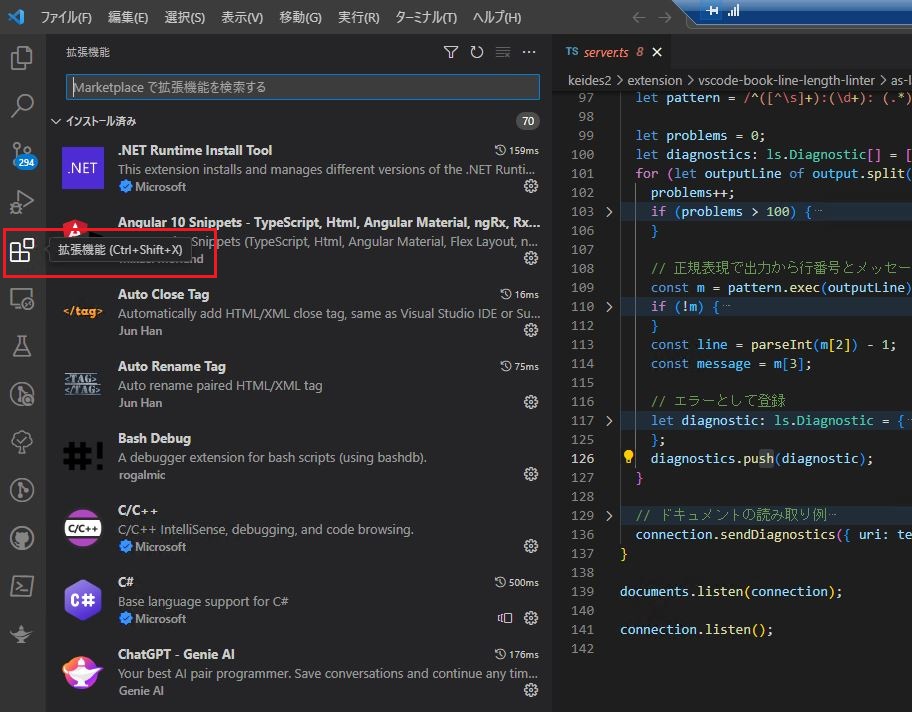 ファイル(F) 編集(E) 選択(S) 表示(V) 移動(G) 実行(R) ターミナル(T) ヘルプ(H)
拡張機能
Marketplace で拡張機能を検索する
インストール済み 70
.NET
.NET Runtime Install Tool 159ms
This extension installs and manages different versions of the .NET Runti...
Microsoft
294
Angular 10 Snippets - TypeScript, Html, Angular Material, ngRx, Rx...
Snippets (TypeScript, Html, Angular Material, Flex Layout, n...
拡張機能 (Ctrl+Shift+X)
</tag>
Auto Close Tag 16ms
Automatically add HTML/XML close tag, same as Visual Studio IDE or Su...
Jun Han
<TAG>
</TAG>
Auto Rename Tag 75ms
Auto rename paired HTML/XML tag
Jun Han
#!
Bash Debug
A debugger extension for bash scripts (using bashdb).
rogalmic
C/C++
C/C++
C/C++ IntelliSense, debugging, and code browsing.
Microsoft
C#
C# 500ms
Base language support for C#
Microsoft
ChatGPT - Genie AI 176ms
Your best AI pair programmer. Save conversations and continue any tim...
Genie AI
TS server.ts 8
keides2 > extension > vscode-book-line-length-linter > as-l
97 let pattern = /^([^\s]+):(\d+): (.*)
98
99 let problems = 0;
100 let diagnostics: ls.Diagnostic[] = [
101 for (let outputLine of output.split(
102 problems++;
103 if (problems > 100) {…
106 }
107
108 // 正規表現で出力から行番号とメッセー
109 const m = pattern.exec(outputLine)
110 if (!m) {…
112 }
113 const line = parseInt(m[2]) - 1;
114 const message = m[3];
115
116 // エラーとして登録
117 let diagnostic: ls.Diagnostic = {…
125 };
126 diagnostics.push(diagnostic);
127 }
128
129 // ドキュメントの読み取り例…
136 connection.sendDiagnostics({ uri: te
137 }
138
139 documents.listen(connection);
140
141 connection.listen();
142